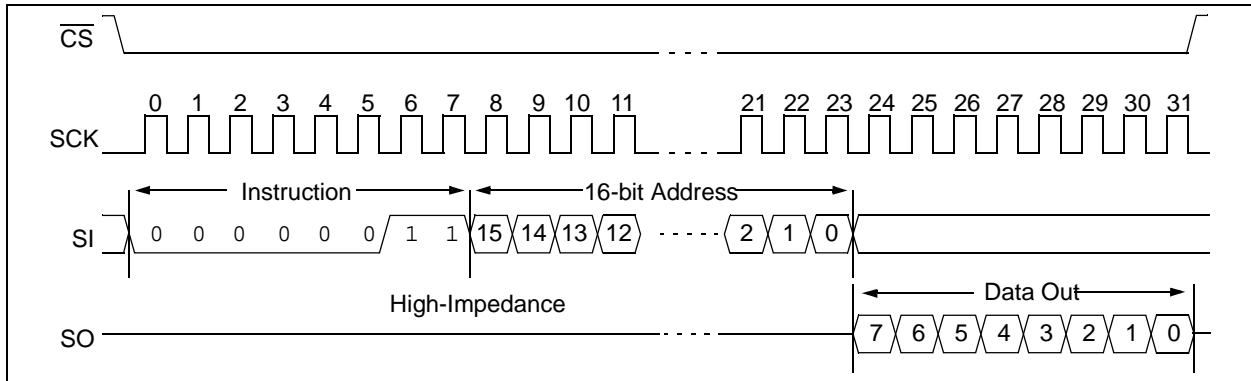 CS
0 1 2 3 4 5 6 7 8 9 10 11 21 22 23 24 25 26 27 28 29 30 31
SCK
Instruction 16-bit Address
SI 0 0 0 0 0 0 1 1 15 14 13 12 2 1 0
High-Impedance Data Out
SO 7 6 5 4 3 2 1 0